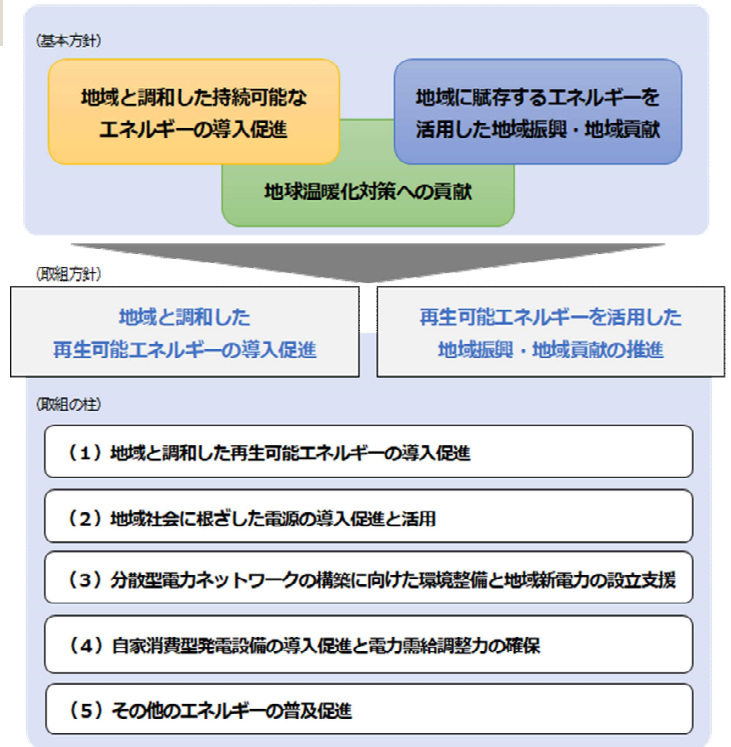 (基本方針)
地域と調和した持続可能な
エネルギーの導入促進
地域に賦存するエネルギーを
活用した地域振興・地域貢献
地球温暖化対策への貢献
(取組方針)
地域と調和した
再生可能エネルギーの導入促進
再生可能エネルギーを活用した
地域振興・地域貢献の推進
(取組の柱)
(1)地域と調和した再生可能エネルギーの導入促進
(2)地域社会に根ざした電源の導入促進と活用
(3)分散型電力ネットワークの構築に向けた環境整備と地域新電力の設立支援
(4)自家消費型発電設備の導入促進と電力需給調整力の確保
(5)その他のエネルギーの普及促進